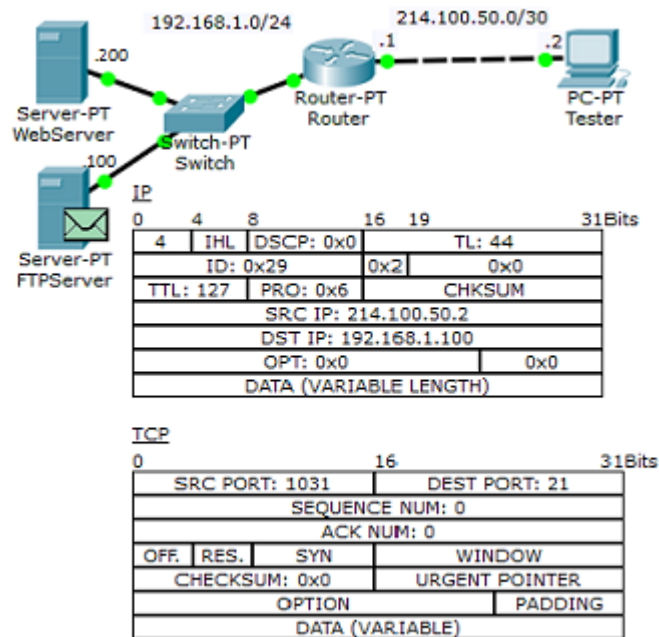 192.168.1.0/24
214.100.50.0/30
.200
.1
.2
Server-PT
WebServer
Switch-PT
Switch
Router-PT
Router
PC-PT
Tester
.100
Server-PT
FTPServer
IP
0 4 8 16 19 31Bits
4 IHL DSCP: 0x0 TL: 44
ID: 0x29 0x2 0x0
TTL: 127 PRO: 0x6 CHKSUM
SRC IP: 214.100.50.2
DST IP: 192.168.1.100
OPT: 0x0 0x0
DATA (VARIABLE LENGTH)
TCP
0 16 31Bits
SRC PORT: 1031 DEST PORT: 21
SEQUENCE NUM: 0
ACK NUM: 0
OFF. RES. SYN WINDOW
CHECKSUM: 0x0 URGENT POINTER
OPTION PADDING
DATA (VARIABLE)